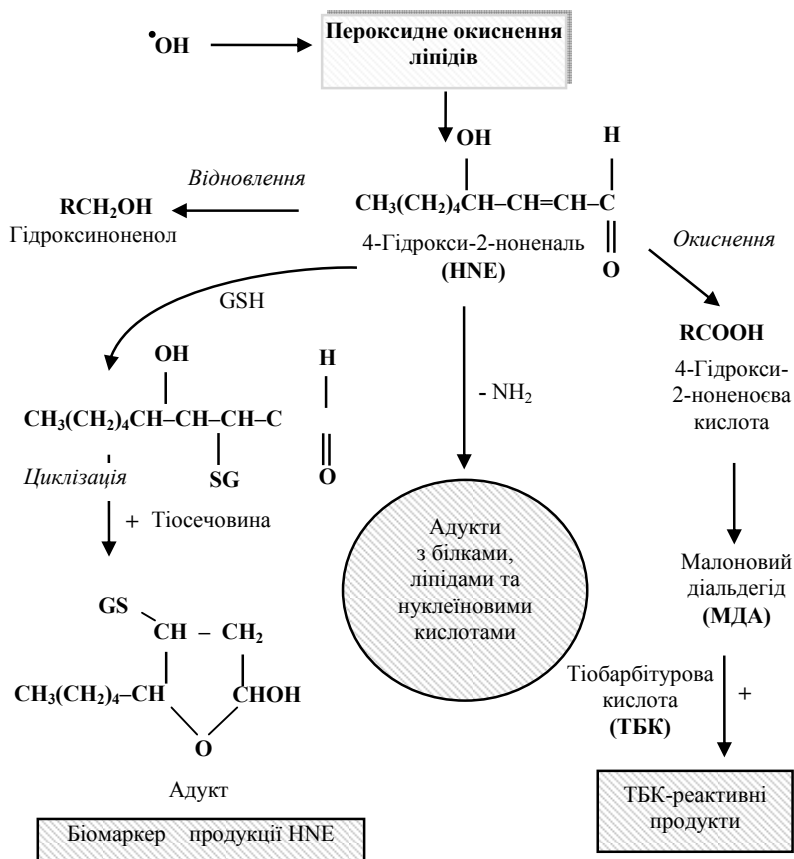 •OH
Пероксидне окиснення
ліпідів
OH
H
Відновлення
RCH₂OH
Гідроксиноненол
CH₃(CH₂)₄CH–CH=CH–C
O
4-Гідрокси-2-ноненаль
(HNE)
Окиснення
GSH
RCOOH
4-Гідрокси-
2-ноненоєва
кислота
OH
H
CH₃(CH₂)₄CH–CH–CH–C
SG
O
- NH₂
Циклізація
+ Тіосечовина
Адукти
з білками,
ліпідами та
нуклеїновими
кислотами
Малоновий
діальдегід
(МДА)
GS
CH – CH₂
CH₃(CH₂)₄–CH
CHOH
O
Тіобарбітурова
кислота
(ТБК)
+
Адукт
Біомаркер продукції HNE
ТБК-реактивні
продукти